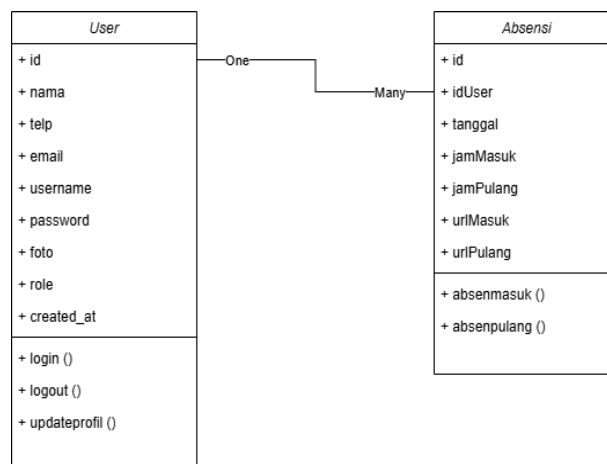 User
+ id
+ nama
+ telp
+ email
+ username
+ password
+ foto
+ role
+ created_at
+ login ()
+ logout ()
+ updateprofil ()
One
Many
Absensi
+ id
+ idUser
+ tanggal
+ jamMasuk
+ jamPulang
+ urlMasuk
+ urlPulang
+ absenmasuk ()
+ absenpulang ()